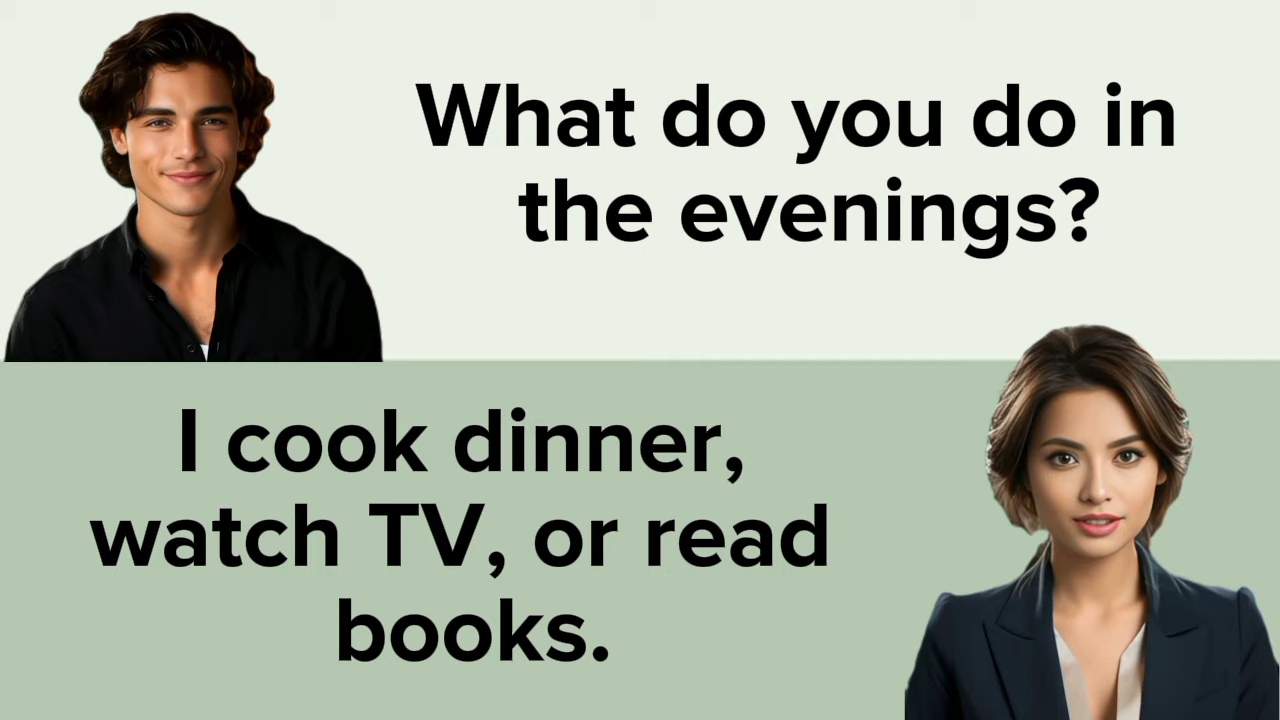 What do you do in
the evenings?
I cook dinner,
watch TV, or read
books.